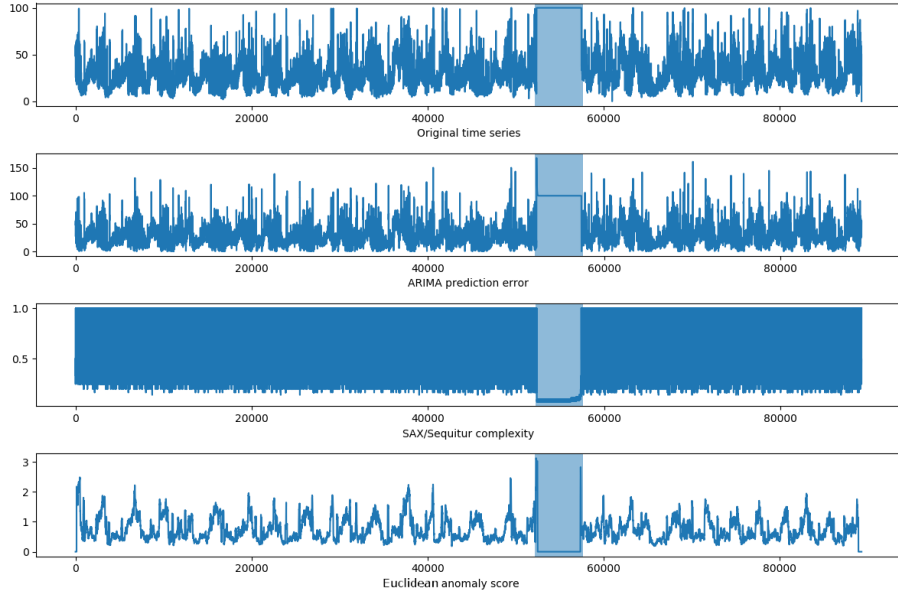 100
50
0
0 20000 40000 60000 80000
Original time series
150
100
50
0
0 20000 40000 60000 80000
ARIMA prediction error
1.0
0.5
0 20000 40000 60000 80000
SAX/Sequitur complexity
3
2
1
0
0 20000 40000 60000 80000
Euclidean anomaly score